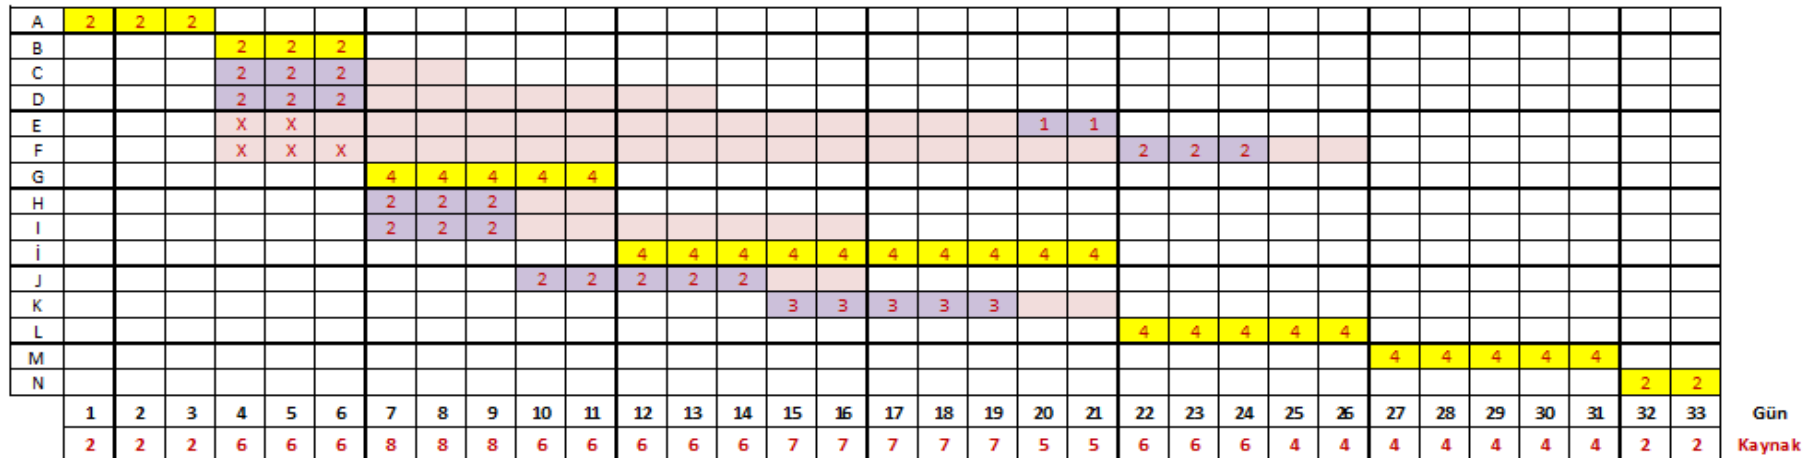 A 2 2 2
B 2 2 2
C 2 2 2
D 2 2 2
E X X 1 1
F X X X 2 2 2
G 4 4 4 4 4
H 2 2 2
I 2 2 2
İ 4 4 4 4 4 4 4 4 4 4
J 2 2 2 2 2
K 3 3 3 3 3
L 4 4 4 4 4
M 4 4 4 4 4
N 2 2
1 2 3 4 5 6 7 8 9 10 11 12 13 14 15 16 17 18 19 20 21 22 23 24 25 26 27 28 29 30 31 32 33 Gün
2 2 2 6 6 6 8 8 8 6 6 6 6 6 7 7 7 7 7 5 5 6 6 6 4 4 4 4 4 4 4 2 2 Kaynak